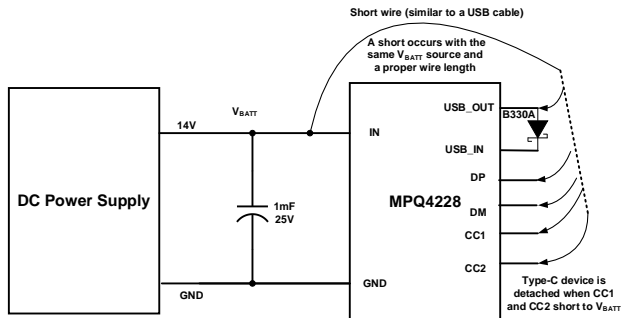 Short wire (similar to a USB cable)
A short occurs with the
same VBATT source and
a proper wire length
VBATT
14V
IN
USB_OUT
B330A
USB_IN
DP
DC Power Supply
1mF
25V
MPQ4228
DM
CC1
CC2
GND
GND
Type-C device is
detached when CC1
and CC2 short to VBATT